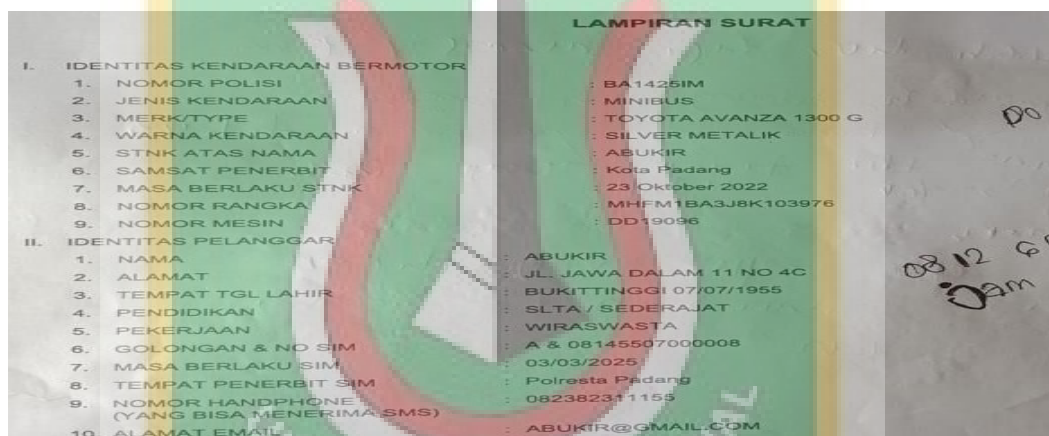 LAMPIRAN SURAT
I. IDENTITAS KENDARAAN BERMOTOR
1. NOMOR POLISI : BA1425IM
2. JENIS KENDARAAN : MINIBUS
3. MERK/TYPE : TOYOTA AVANZA 1300 G
4. WARNA KENDARAAN : SILVER METALIK
5. STNK ATAS NAMA : ABUKIR
6. SAMSAT PENERBIT : Kota Padang
7. MASA BERLAKU STNK : 23 Oktober 2022
8. NOMOR RANGKA : MHFM1BA3J8K103976
9. NOMOR MESIN : DD19096
II. IDENTITAS PELANGGAR
1. NAMA : ABUKIR
2. ALAMAT : JL. JAWA DALAM 11 NO 4C
3. TEMPAT TGL LAHIR : BUKITTINGGI 07/07/1955
4. PENDIDIKAN : SLTA / SEDERAJAT
5. PEKERJAAN : WIRASWASTA
6. GOLONGAN & NO SIM : A & 08145507000008
7. MASA BERLAKU SIM : 03/03/2025
8. TEMPAT PENERBIT SIM : Polresta Padang
9. NOMOR HANDPHONE : 082382311155
(YANG BISA MENERIMA SMS)
10. ALAMAT EMAIL : ABUKIR@GMAIL.COM
0812